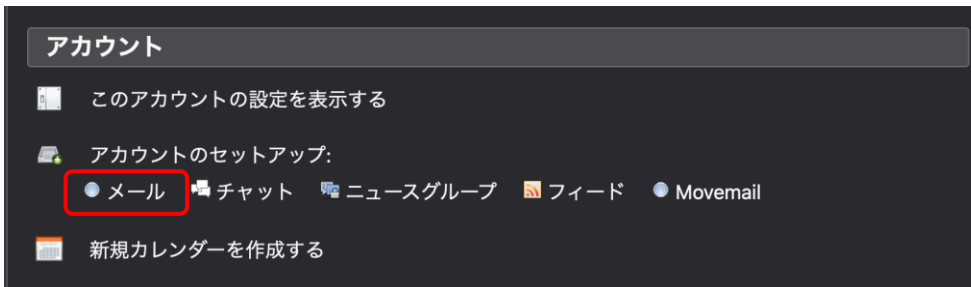 アカウント
このアカウントの設定を表示する
アカウントのセットアップ:
メール チャット ニュースグループ フィード Movemail
新規カレンダーを作成する